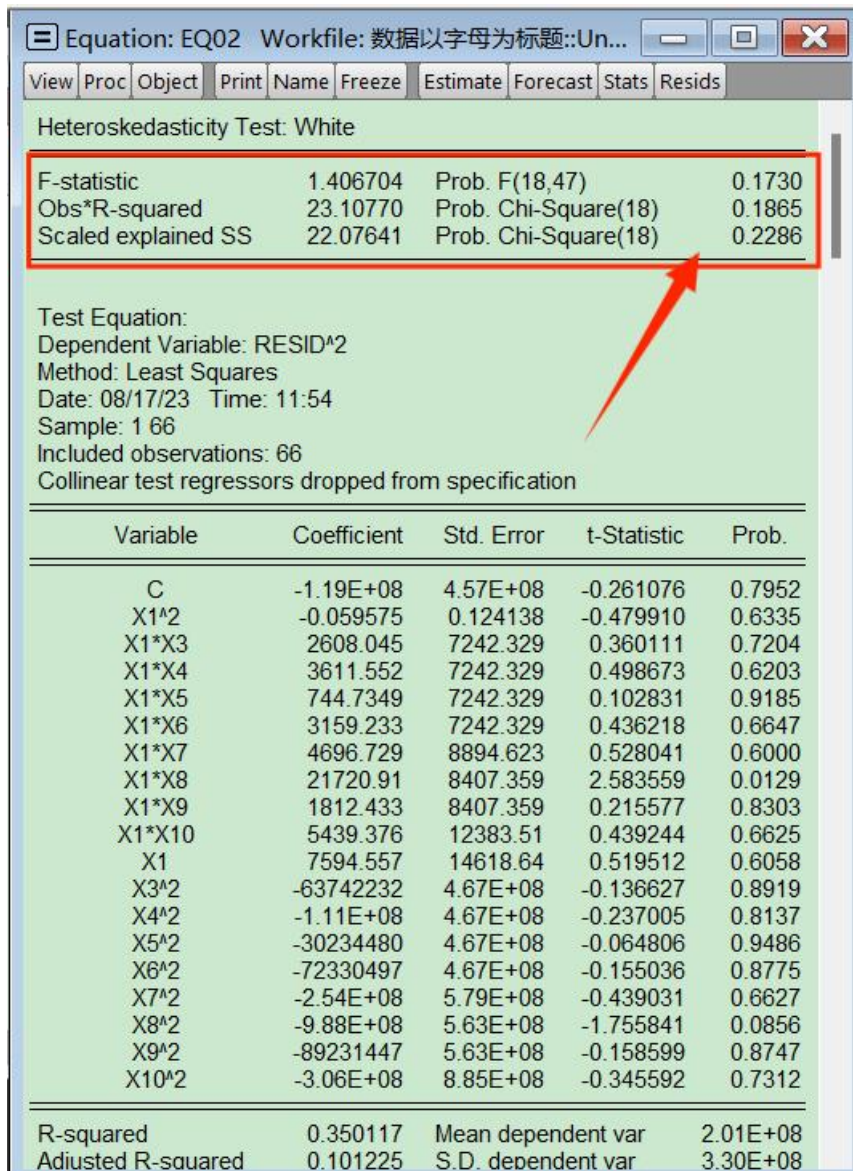 Equation: EQ02 Workfile: 数据以字母为标题::Un...
View Proc Object Print Name Freeze Estimate Forecast Stats Resids
Heteroskedasticity Test: White
F-statistic 1.406704 Prob. F(18,47) 0.1730
Obs*R-squared 23.10770 Prob. Chi-Square(18) 0.1865
Scaled explained SS 22.07641 Prob. Chi-Square(18) 0.2286
Test Equation:
Dependent Variable: RESID^2
Method: Least Squares
Date: 08/17/23 Time: 11:54
Sample: 1 66
Included observations: 66
Collinear test regressors dropped from specification
Variable Coefficient Std. Error t-Statistic Prob.
C -1.19E+08 4.57E+08 -0.261076 0.7952
X1^2 -0.059575 0.124138 -0.479910 0.6335
X1*X3 2608.045 7242.329 0.360111 0.7204
X1*X4 3611.552 7242.329 0.498673 0.6203
X1*X5 744.7349 7242.329 0.102831 0.9185
X1*X6 3159.233 7242.329 0.436218 0.6647
X1*X7 4696.729 8894.623 0.528041 0.6000
X1*X8 21720.91 8407.359 2.583559 0.0129
X1*X9 1812.433 8407.359 0.215577 0.8303
X1*X10 5439.376 12383.51 0.439244 0.6625
X1 7594.557 14618.64 0.519512 0.6058
X3^2 -63742232 4.67E+08 -0.136627 0.8919
X4^2 -1.11E+08 4.67E+08 -0.237005 0.8137
X5^2 -30234480 4.67E+08 -0.064806 0.9486
X6^2 -72330497 4.67E+08 -0.155036 0.8775
X7^2 -2.54E+08 5.79E+08 -0.439031 0.6627
X8^2 -9.88E+08 5.63E+08 -1.755841 0.0856
X9^2 -89231447 5.63E+08 -0.158599 0.8747
X10^2 -3.06E+08 8.85E+08 -0.345592 0.7312
R-squared 0.350117 Mean dependent var 2.01E+08
Adjusted R-squared 0.101225 S.D. dependent var 3.30E+08